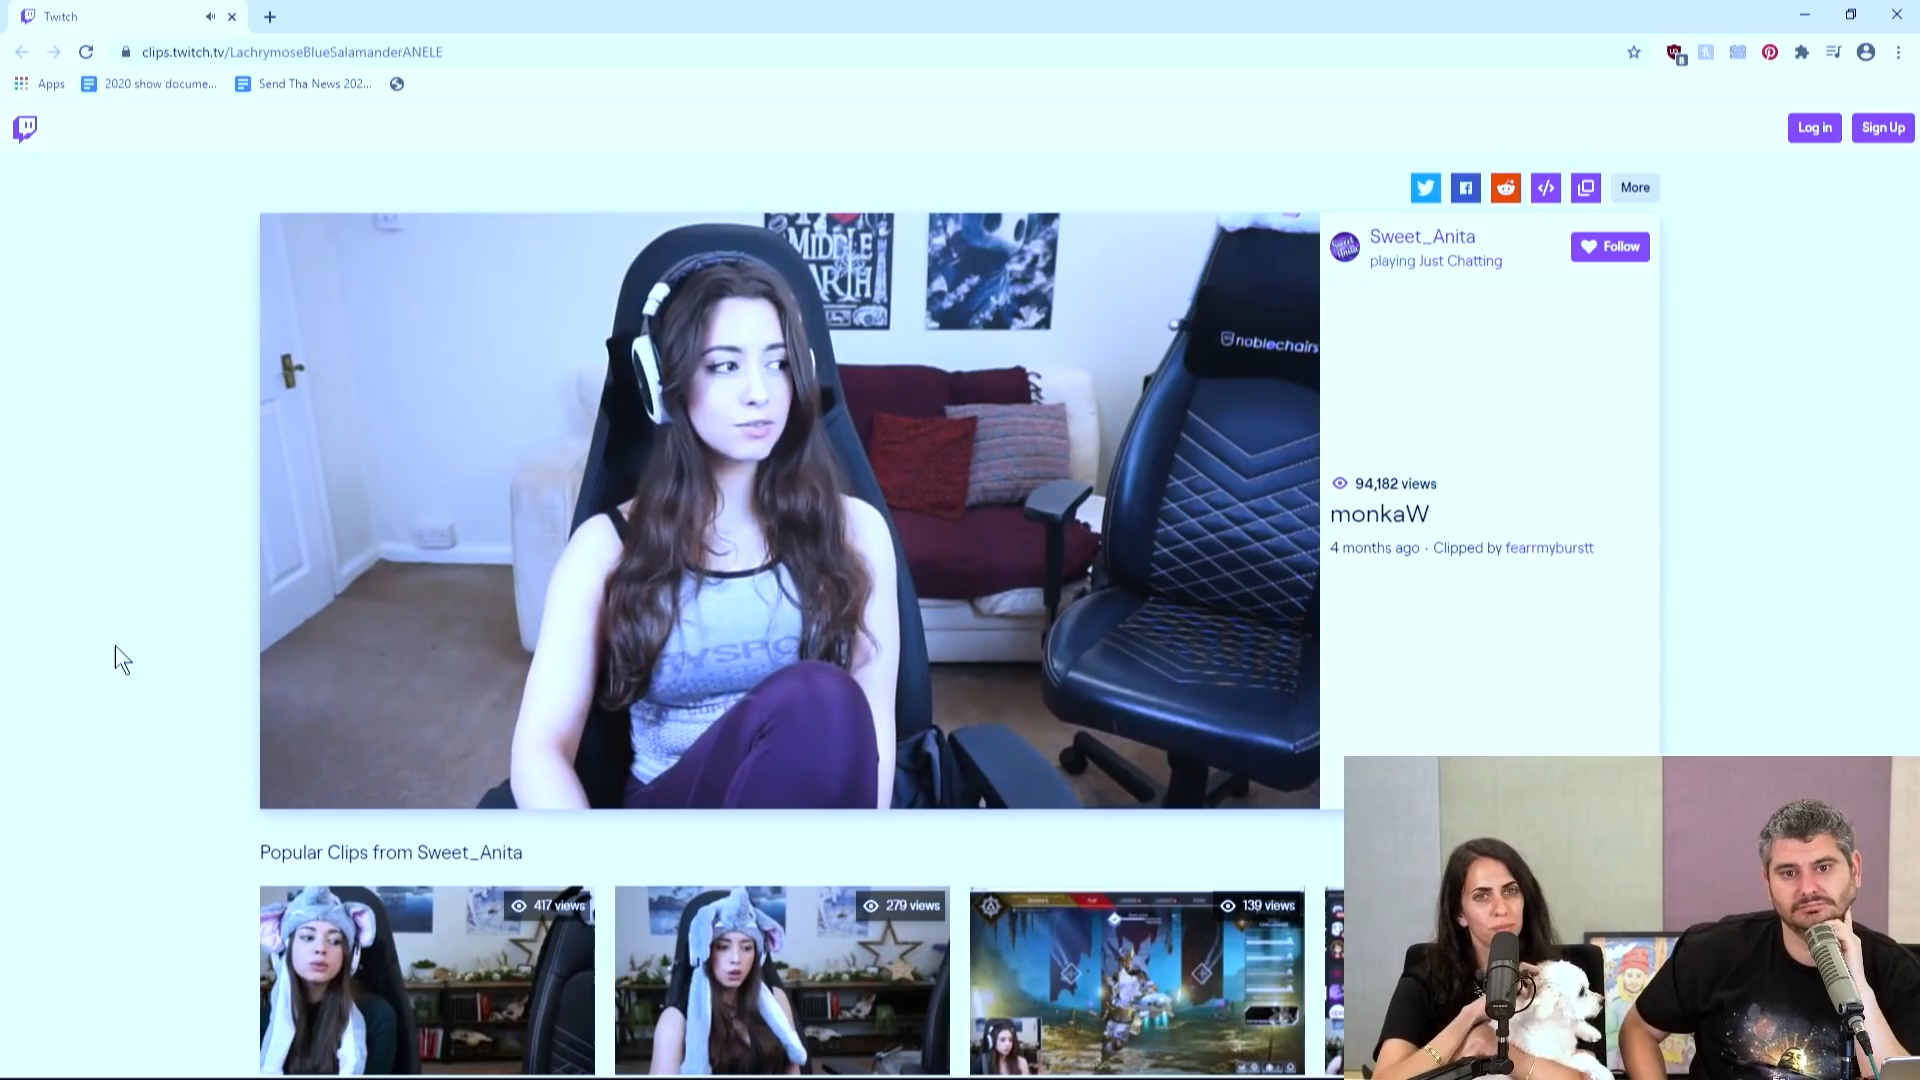 Twitch
clips.twitch.tv/LachrymoseBlueSalamanderANELE
8
Apps
2020 show docume...
Send Tha News 202...
Log in
Sign Up
More
MIDDLE
noblechairs
Sweet_Anita
Follow
playing Just Chatting
94,182 views
monkaW
4 months ago · Clipped by fearrmyburstt
Popular Clips from Sweet_Anita
417 views
279 views
139 views